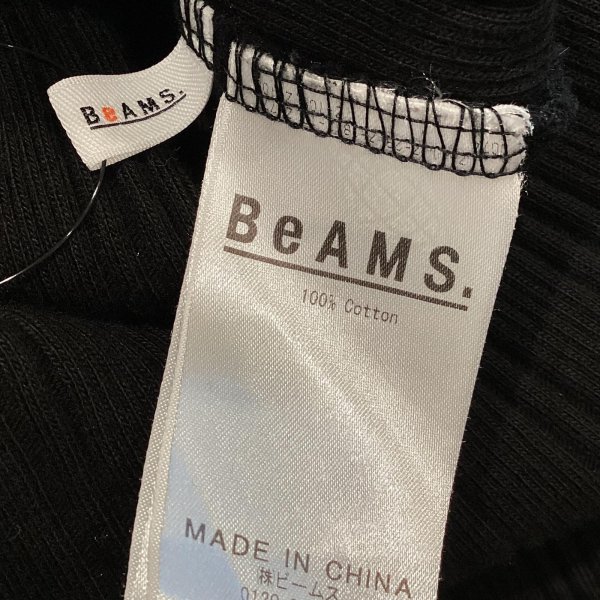 BeAMS.
BeAMS.
100% Cotton
MADE IN CHINA
株ビームス